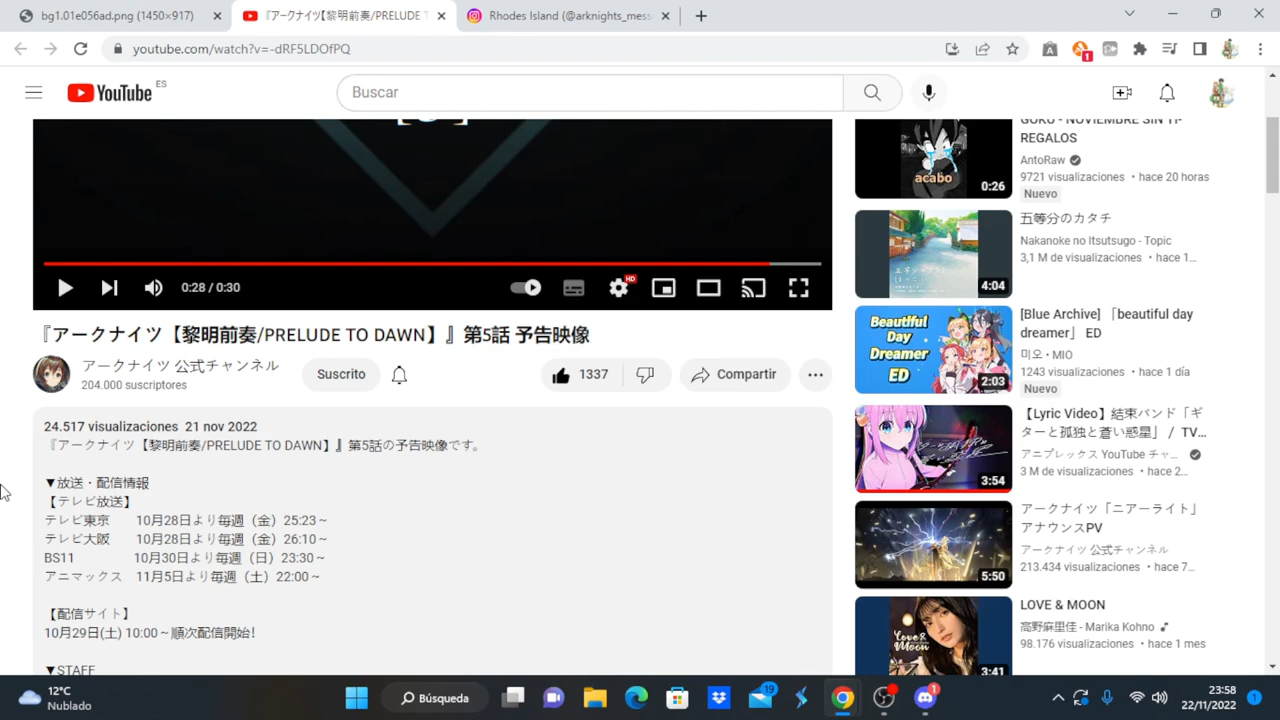 bg1.01e056ad.png (1450×917)
『アークナイツ【黎明前奏/PRELUDE T
Rhodes Island (@arknights_mess
youtube.com/watch?v=-dRF5LDOfPQ
1
YouTube ES
Buscar
0:28 / 0:30
HD
『アークナイツ【黎明前奏/PRELUDE TO DAWN】』第5話 予告映像
アークナイツ 公式チャンネル
204.000 suscriptores
Suscrito
1337
Compartir
24.517 visualizaciones 21 nov 2022
『アークナイツ【黎明前奏/PRELUDE TO DAWN】』第5話の予告映像です。
▼放送・配信情報
【テレビ放送】
テレビ東京 10月28日より毎週（金）25:23～
テレビ大阪 10月28日より毎週（金）26:10～
BS11 10月30日より毎週（日）23:30～
アニマックス 11月5日より毎週（土）22:00～
【配信サイト】
10月29日(土) 10:00～順次配信開始!
▼STAFF
GOKU - NOVIEMBRE SIN TI-
REGALOS
AntoRaw
9721 visualizaciones • hace 20 horas
Nuevo
acabo
0:26
五等分のカタチ
Nakanoke no Itsutsugo - Topic
3,1 M de visualizaciones • hace 1...
4:04
[Blue Archive] 「beautiful day
dreamer」 ED
미오 • MIO
1243 visualizaciones • hace 1 día
Nuevo
Beautiful
Day
Dreamer
ED
2:03
【Lyric Video】結束バンド「ギ
ターと孤独と蒼い惑星」 / TV...
アニプレックス YouTube チャ...
3 M de visualizaciones • hace 2...
3:54
アークナイツ「ニアーライト」
アナウンスPV
アークナイツ 公式チャンネル
213.434 visualizaciones • hace 7...
5:50
LOVE & MOON
高野麻里佳 - Marika Kohno
98.176 visualizaciones • hace 1 mes
Love&
Moon
3:41
12°C
Nublado
Búsqueda
19
1
23:58
22/11/2022
1